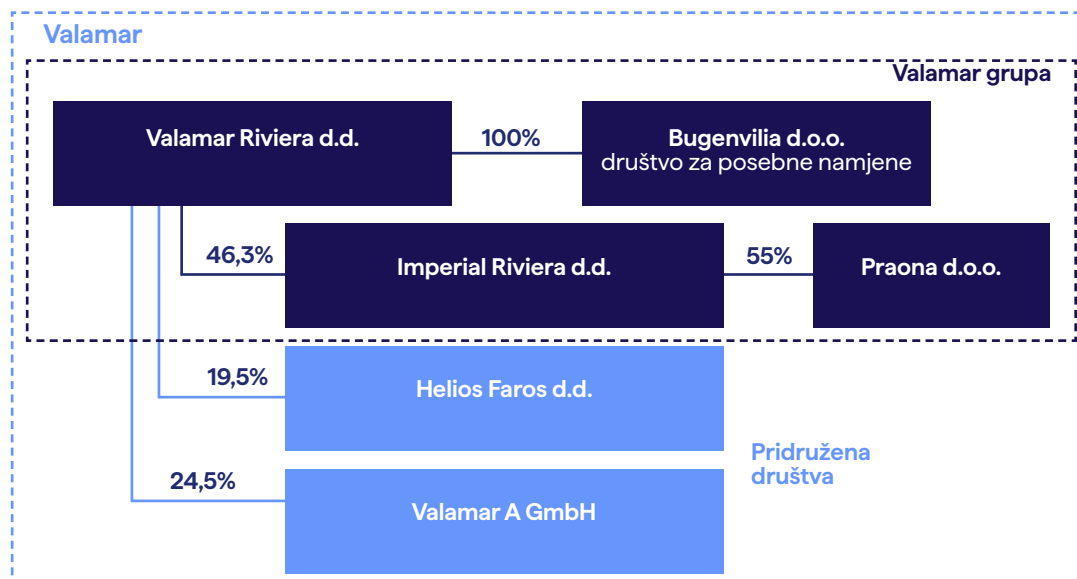 Valamar
Valamar grupa
Valamar Riviera d.d.
100%
Bugenvilia d.o.o.
društvo za posebne namjene
46,3%
Imperial Riviera d.d.
55%
Praona d.o.o.
19,5%
Helios Faros d.d.
Pridružena
društva
24,5%
Valamar A GmbH